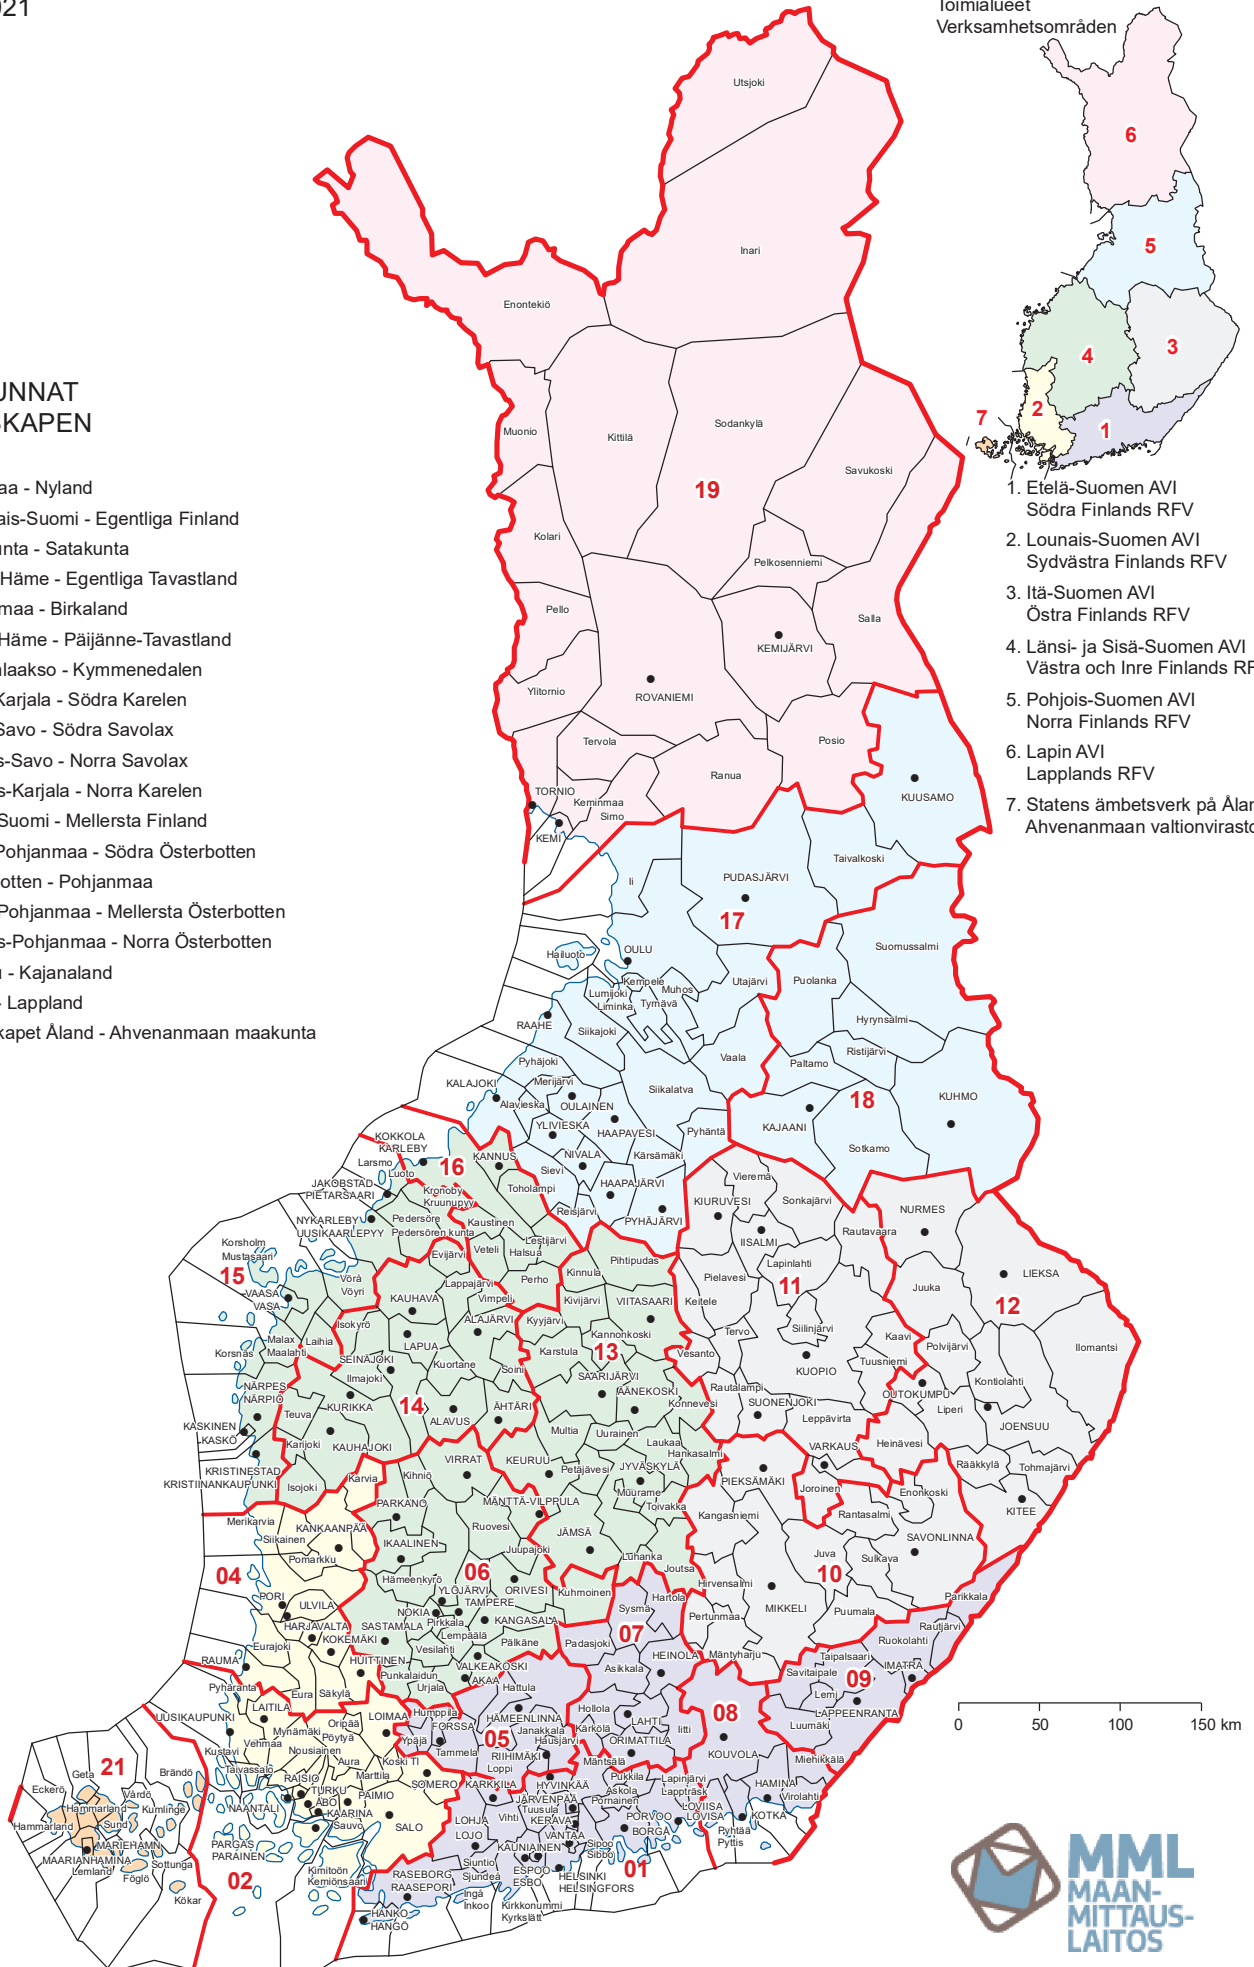 021
Toimialueet
Verksamhetsområden
6
5
4
3
2
7
1
1. Etelä-Suomen AVI
Södra Finlands RFV
2. Lounais-Suomen AVI
Sydvästra Finlands RFV
3. Itä-Suomen AVI
Östra Finlands RFV
4. Länsi- ja Sisä-Suomen AVI
Västra och Inre Finlands RF
5. Pohjois-Suomen AVI
Norra Finlands RFV
6. Lapin AVI
Lapplands RFV
7. Statens ämbetsverk på Ålan
Ahvenanmaan valtionvirasto
UNNAT
SKAPEN
aa - Nyland
ais-Suomi - Egentliga Finland
unta - Satakunta
-Häme - Egentliga Tavastland
maa - Birkaland
-Häme - Päijänne-Tavastland
nlaakso - Kymmenedalen
Karjala - Södra Karelen
Savo - Södra Savolax
s-Savo - Norra Savolax
s-Karjala - Norra Karelen
Suomi - Mellersta Finland
Pohjanmaa - Södra Österbotten
otten - Pohjanmaa
Pohjanmaa - Mellersta Österbotten
s-Pohjanmaa - Norra Österbotten
u - Kajanaland
- Lappland
kapet Åland - Ahvenanmaan maakunta
Utsjoki
Inari
Enontekiö
Muonio
Kittilä
Sodankylä
Savukoski
19
Kolari
Pelkosenniemi
Pello
Salla
KEMIJÄRVI
Ylitornio
ROVANIEMI
Tervola
Posio
Ranua
TORNIO
Keminmaa
Simo
KEMI
KUUSAMO
Taivalkoski
Ii
PUDASJÄRVI
17
Hailuoto
OULU
Suomussalmi
Kempele
Muhos
Utajärvi
Puolanka
Lumijoki
Liminka
Tyrnävä
RAAHE
Siikajoki
Hyrynsalmi
Vaala
Paltamo
Ristijärvi
Pyhäjoki
KALAJOKI
Merijärvi
Siikalatva
Alavieska
OULAINEN
18
KUHMO
YLIVIESKA
HAAPAVESI
Pyhäntä
KAJAANI
Sotkamo
KOKKOLA
KARLEBY
Larsmo
Luoto
16
KANNUS
NIVALA
Kärsämäki
Sievi
JAKOBSTAD
PIETARSAARI
Kronoby
Kruunupyy
Toholampi
HAAPAJÄRVI
Reisjärvi
PYHÄJÄRVI
NYKARLEBY
UUSIKAARLEPYY
Pedersöre
Pedersören kunta
Kaustinen
Lestijärvi
Vieremä
KIURUVESI
Sonkajärvi
Rautavaara
NURMES
Korsholm
Mustasaari
Evijärvi
Veteli
Halsua
Pihtipudas
IISALMI
15
Vörå
Vöyri
Lappajärvi
Perho
Kinnula
Lapinlahti
Pielavesi
11
LIEKSA
Juuka
VAASA
VASA
KAUHAVA
Vimpeli
Kivijärvi
VIITASAARI
Keitele
12
Isokyrö
ALAJÄRVI
Kyyjärvi
Kannonkoski
Tervo
Siilinjärvi
Kaavi
Polvijärvi
Ilomantsi
Malax
Maalahti
Laihia
Korsnäs
LAPUA
Karstula
13
Vesanto
SEINÄJOKI
Kuortane
Soini
Tuusniemi
KUOPIO
Ilmajoki
SAARIJÄRVI
Kontiolahti
NÄRPES
NÄRPIÖ
Rautalampi
OUTOKUMPU
ÄÄNEKOSKI
Konnevesi
SUONENJOKI
Liperi
Teuva
KURIKKA
14
ALAVUS
ÄHTÄRI
Leppävirta
JOENSUU
KASKINEN
KASKÖ
Karijoki
KAUHAJOKI
Multia
Uurainen
Laukaa
Hankasalmi
VARKAUS
Heinävesi
VIRRAT
KEURUU
Petäjävesi
JYVÄSKYLÄ
Rääkkylä
Tohmajärvi
KRISTINESTAD
KRISTIINANKAUPUNKI
Isojoki
Karvia
Kihniö
PIEKSÄMÄKI
Joroinen
Enonkoski
Muurame
Toivakka
KITEE
PARKANO
MÄNTTÄ-VILPPULA
Kangasniemi
Rantasalmi
Merikarvia
Siikainen
KANKAANPÄÄ
Ruovesi
JÄMSÄ
SAVONLINNA
IKAALINEN
Juupajoki
Pomarkku
Luhanka
Joutsa
Juva
Sulkava
04
Hämeenkyrö
06
Kuhmoinen
Hirvensalmi
10
YLÖJÄRVI
ORIVESI
Hartola
Parikkala
PORI
ULVILA
NOKIA
TAMPERE
Sysmä
Pertunmaa
MIKKELI
Puumala
Pirkkala
KANGASALA
07
Rautjärvi
HARJAVALTA
SASTAMALA
Lempäälä
Padasjoki
Ruokolahti
KOKEMÄKI
Vesilahti
Pälkäne
HEINOLA
Mäntyharju
Taipalsaari
Eurajoki
RAUMA
HUITTINEN
VALKEAKOSKI
Asikkala
Savitaipale
09
IMATRA
Punkalaidun
AKAA
Urjala
Hattula
Lemi
Pyhäranta
Eura
Säkylä
LAPPEENRANTA
UUSIKAUPUNKI
LAITILA
Oripää
LOIMAA
Humppila
HÄMEENLINNA
Hollola
LAHTI
08
Mynämäki
Pöytyä
FORSSA
Janakkala
Kärkölä
Iitti
Luumäki
Kustavi
Vehmaa
Ypäjä
05
Hausjärvi
ORIMATTILA
Nousiainen
Aura
Koski Tl
Tammela
RIIHIMÄKI
KOUVOLA
Miehikkälä
21
Taivassalo
Loppi
Mäntsälä
Geta
Brändö
Marttila
SOMERO
KARKKILA
HYVINKÄÄ
Pukkila
Lapinjärvi
Lappträsk
HAMINA
Eckerö
RAISIO
TURKU
ÅBO
PAIMIO
JÄRVENPÄÄ
Askola
Virolahti
Vårdö
NAANTALI
Tuusula
Pornainen
LOVIISA
LOVISA
KOTKA
Hammarland
Kumlinge
KAARINA
LOHJA
LOJO
Vihti
KERAVA
PORVOO
BORGÅ
Hammarland
Sund
Sauvo
SALO
VANTAA
Pyhtää
Pyttis
MARIEHAMN
PARGAS
PARAINEN
KAUNIAINEN
Sipoo
Sibbo
MAARIANHAMINA
Lemland
Sottunga
Siuntio
Sjundeå
01
Föglö
02
Kimitoön
Kemiönsaari
RASEBORG
RAASEPORI
ESPOO
ESBO
HELSINKI
HELSINGFORS
Kökar
Ingå
Inkoo
Kirkkonummi
Kyrkslätt
HANKO
HANGÖ
0 50 100 150 km
MML
MAAN-
MITTAUS-
LAITOS